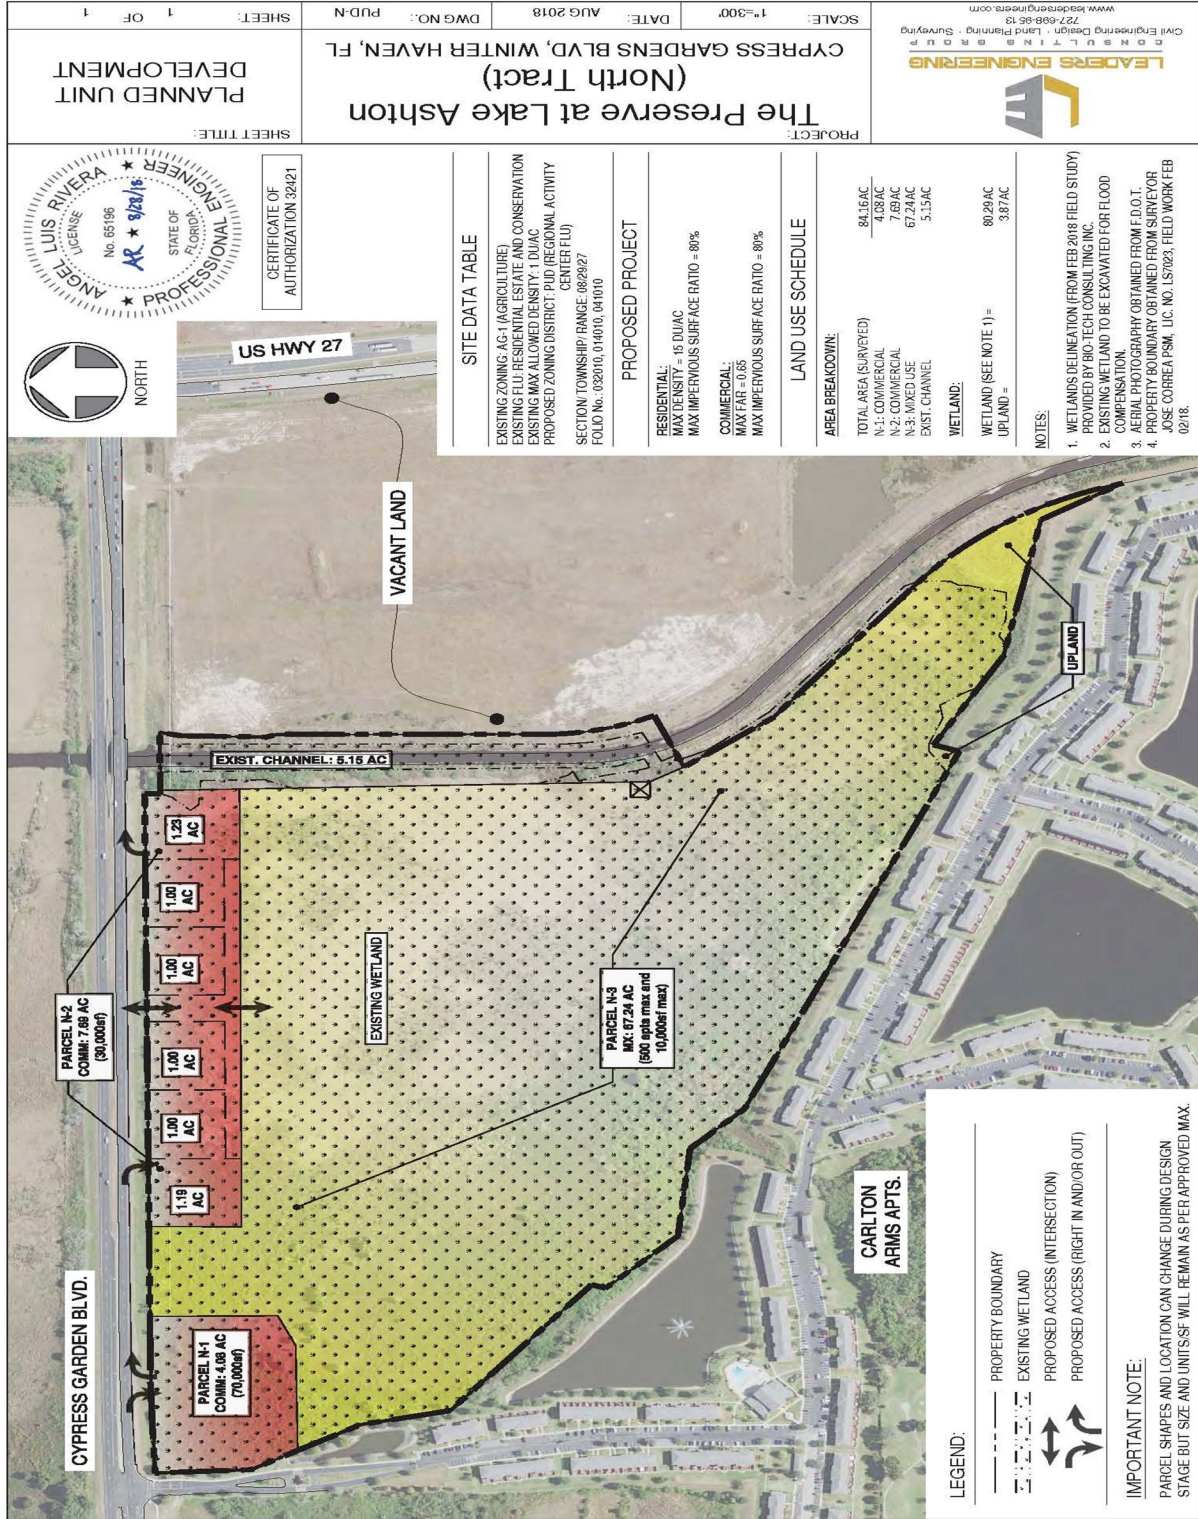 CYPRESS GARDEN BLVD.
PARCEL N-1
COMM: 4.08 AC
(70,000sf)
PARCEL N-2
COMM: 7.69 AC
(30,000sf)
1.19
AC
1.00
AC
1.00
AC
1.00
AC
1.00
AC
1.23
AC
EXIST. CHANNEL: 5.15 AC
EXISTING WETLAND
PARCEL N-3
MX: 67.24 AC
(500 apts max and
10,000sf max)
VACANT LAND
US HWY 27
UPLAND
CARLTON
ARMS APTS.
NORTH
LEGEND:
PROPERTY BOUNDARY
EXISTING WETLAND
PROPOSED ACCESS (INTERSECTION)
PROPOSED ACCESS (RIGHT IN AND/OR OUT)
IMPORTANT NOTE:
PARCEL SHAPES AND LOCATION CAN CHANGE DURING DESIGN
STAGE BUT SIZE AND UNITS/SF WILL REMAIN AS PER APPROVED MAX.
ANGEL LUIS RIVERA
LICENSE
No. 65196
AR 8/28/18
STATE OF
FLORIDA
PROFESSIONAL ENGINEER
CERTIFICATE OF
AUTHORIZATION 32421
SITE DATA TABLE
EXISTING ZONING: AG-1 (AGRICULTURE)
EXISTING FLU: RESIDENTIAL ESTATE AND CONSERVATION
EXISTING MAX ALLOWED DENSITY: 1 DU/AC
PROPOSED ZONING DISTRICT: PUD (REGIONAL ACTIVITY
CENTER FLU)
SECTION/ TOWNSHIP/ RANGE: 08/29/27
FOLIO No.: 032010, 014010, 041010
PROPOSED PROJECT
RESIDENTIAL:
MAX DENSITY = 15 DU/AC
MAX IMPERVIOUS SURFACE RATIO = 80%
COMMERCIAL:
MAX FAR = 0.65
MAX IMPERVIOUS SURFACE RATIO = 80%
LAND USE SCHEDULE
AREA BREAKDOWN:
TOTAL AREA (SURVEYED) 84.16 AC
N-1: COMMERCIAL 4.08AC
N-2: COMMERCIAL 7.69AC
N-3: MIXED USE 67.24AC
EXIST. CHANNEL 5.15AC
WETLAND:
WETLAND (SEE NOTE 1) = 80.29AC
UPLAND = 3.87AC
NOTES:
1. WETLANDS DELINEATION (FROM FEB 2018 FIELD STUDY)
PROVIDED BY BIO-TECH CONSULTING INC.
2. EXISTING WETLAND TO BE EXCAVATED FOR FLOOD
COMPENSATION.
3. AERIAL PHOTOGRAPHY OBTAINED FROM F.D.O.T.
4. PROPERTY BOUNDARY OBTAINED FROM SURVEYOR
JOSE CORREA PSM, LIC. NO. LS7023, FIELD WORK FEB
02/18.
LE
LEADERS ENGINEERING
CONSULTING GROUP
Civil Engineering Design · Land Planning · Surveying
727-698-9513
www.leadersengineers.com
PROJECT:
The Preserve at Lake Ashton
(North Tract)
CYPRESS GARDENS BLVD, WINTER HAVEN, FL
SCALE: 1"=300'
DATE: AUG 2018
DWG NO.: PUD-N
SHEET TITLE:
PLANNED UNIT
DEVELOPMENT
SHEET: 1 OF 1